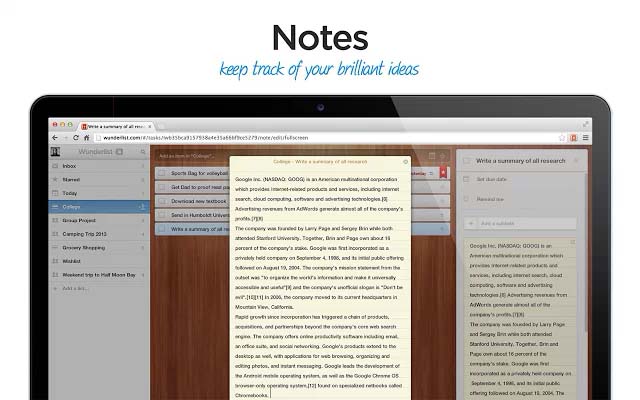 Notes
keep track of your brilliant ideas
Write a summary of all resear
wunderlist.com/#/tasks/iwb35bca9157938a4e35a66bf9ce5279/note/edit/fullscreen
Wunderlist
Inbox
Starred
Today
College
Group Project
Camping Trip 2013
Grocery Shopping
Wishlist
Weekend trip to Half Moon Bay
Add a list...
Add an item in "College"...
Sports Bag for volleyball
Get Dad to proof read pa
Download new textbook
Send in Humboldt Universi
Write a summary of all res
College - Write a summary of all research
Google Inc. (NASDAQ: GOOG) is an American multinational corporation
which provides Internet-related products and services, including internet
search, cloud computing, software and advertising technologies.[6]
Advertising revenues from AdWords generate almost all of the company's
profits.[7][8]
The company was founded by Larry Page and Sergey Brin while both
attended Stanford University. Together, Brin and Page own about 16
percent of the company's stake. Google was first incorporated as a
privately held company on September 4, 1998, and its initial public offering
followed on August 19, 2004. The company's mission statement from the
outset was "to organize the world's information and make it universally
accessible and useful"[9] and the company's unofficial slogan is "Don't be
evil".[10][11] In 2006, the company moved to its current headquarters in
Mountain View, California.
Rapid growth since incorporation has triggered a chain of products,
acquisitions, and partnerships beyond the company's core web search
engine. The company offers online productivity software including email,
an office suite, and social networking. Google's products extend to the
desktop as well, with applications for web browsing, organizing and
editing photos, and instant messaging. Google leads the development of
the Android mobile operating system, as well as the Google Chrome OS
browser-only operating system,[12] found on specialized netbooks called
Chromebooks.
Write a summary of all research
Set due date
Remind me
Add a subtask
Google Inc. (NASDAQ: GOOG) is an
American multinational corporation which
provides Internet-related products and
services, including internet search, cloud
computing, software and advertising
technologies.[6] Advertising revenues from
AdWords generate almost all of the
company's profits.[7][8]
The company was founded by Larry Page
and Sergey Brin while both attended
Stanford University. Together, Brin and
Page own about 16 percent of the
company's stake. Google was first
incorporated as a privately held company on
September 4, 1998, and its initial public
offering followed on August 19, 2004. The